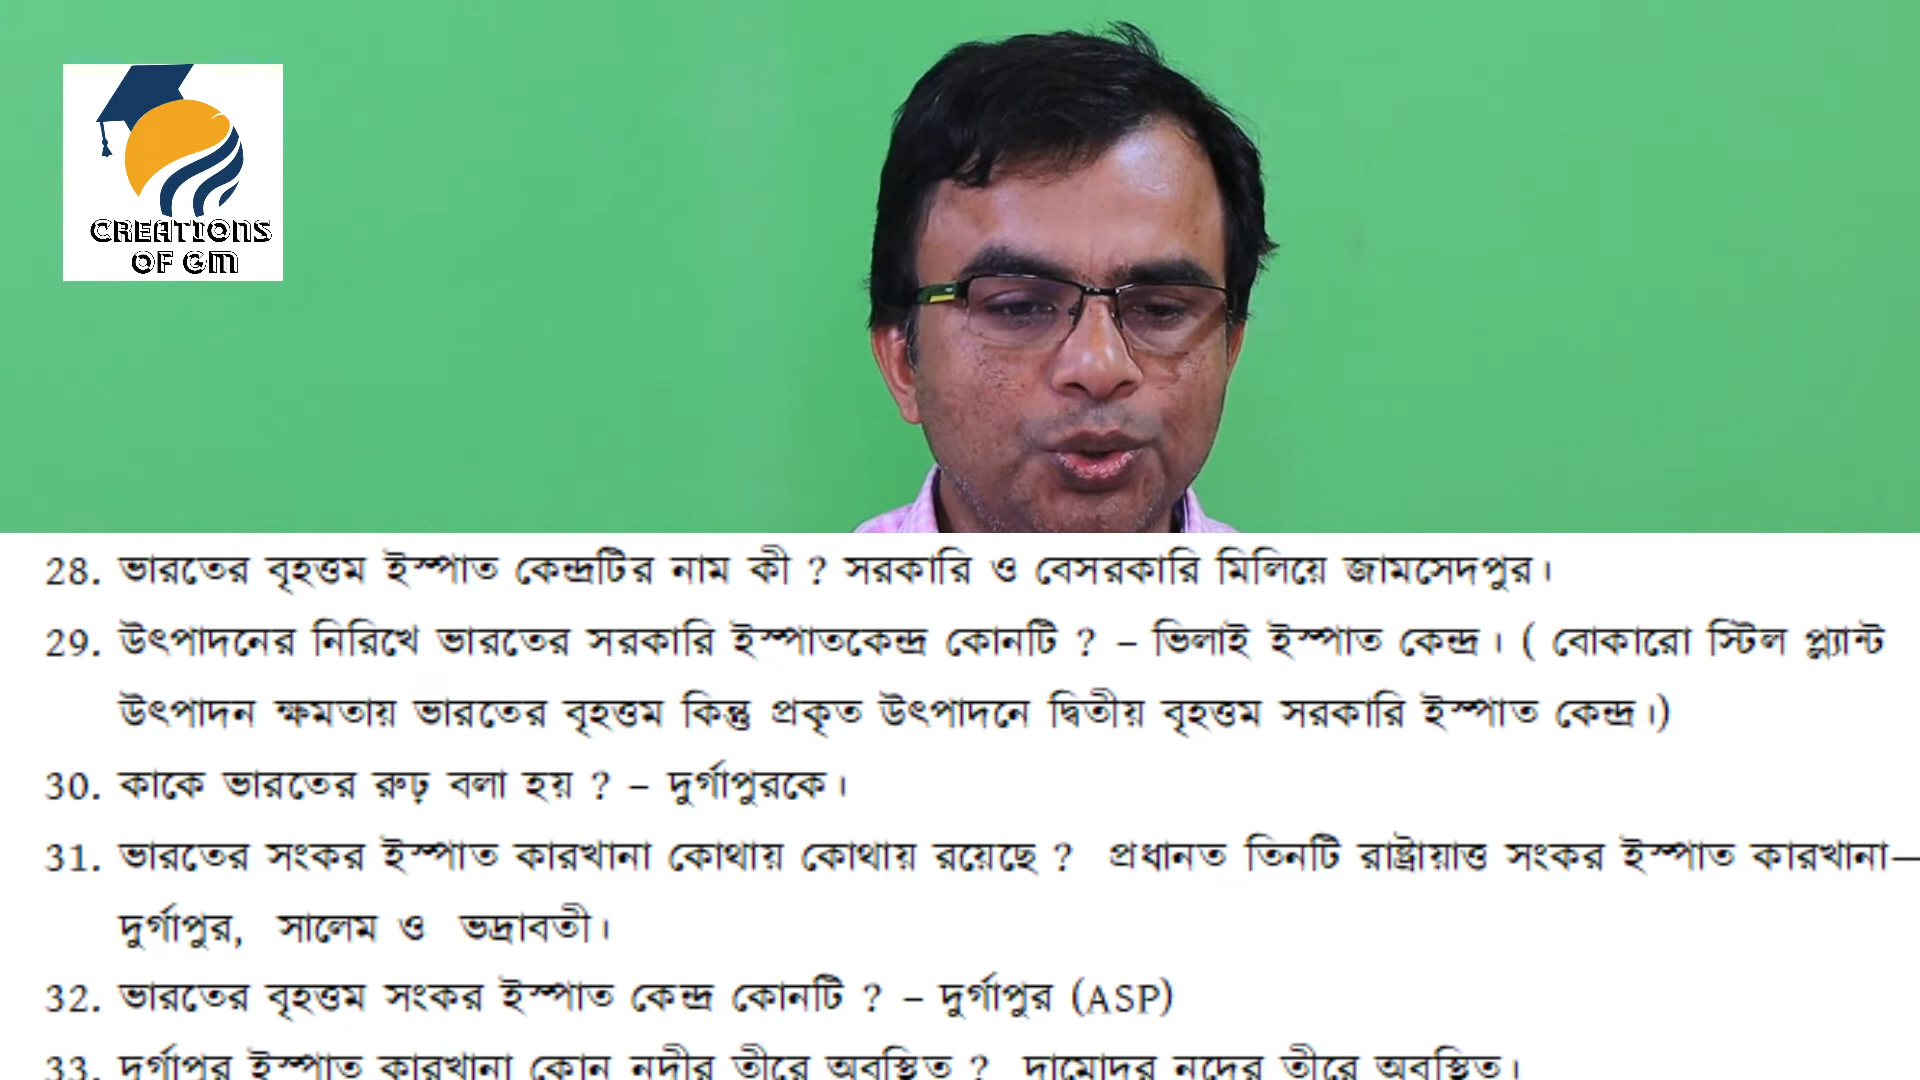 CREATIONS
OF GM
28. ভারতের বৃহত্তম ইস্পাত কেন্দ্রটির নাম কী ? সরকারি ও বেসরকারি মিলিয়ে জামসেদপুর।
29. উৎপাদনের নিরিখে ভারতের সরকারি ইস্পাতকেন্দ্র কোনটি ? – ভিলাই ইস্পাত কেন্দ্র। ( বোকারো স্টিল প্ল্যান্ট
উৎপাদন ক্ষমতায় ভারতের বৃহত্তম কিন্তু প্রকৃত উৎপাদনে দ্বিতীয় বৃহত্তম সরকারি ইস্পাত কেন্দ্র।)
30. কাকে ভারতের রুঢ় বলা হয় ? – দুর্গাপুরকে।
31. ভারতের সংকর ইস্পাত কারখানা কোথায় কোথায় রয়েছে ? প্রধানত তিনটি রাষ্ট্রায়াত্ত সংকর ইস্পাত কারখানা—
দুর্গাপুর, সালেম ও ভদ্রাবতী।
32. ভারতের বৃহত্তম সংকর ইস্পাত কেন্দ্র কোনটি ? – দুর্গাপুর (ASP)
33. দুর্গাপুর ইস্পাত কারখানা কোন নদীর তীরে অবস্থিত ? দামোদর নদের তীরে অবস্থিত।